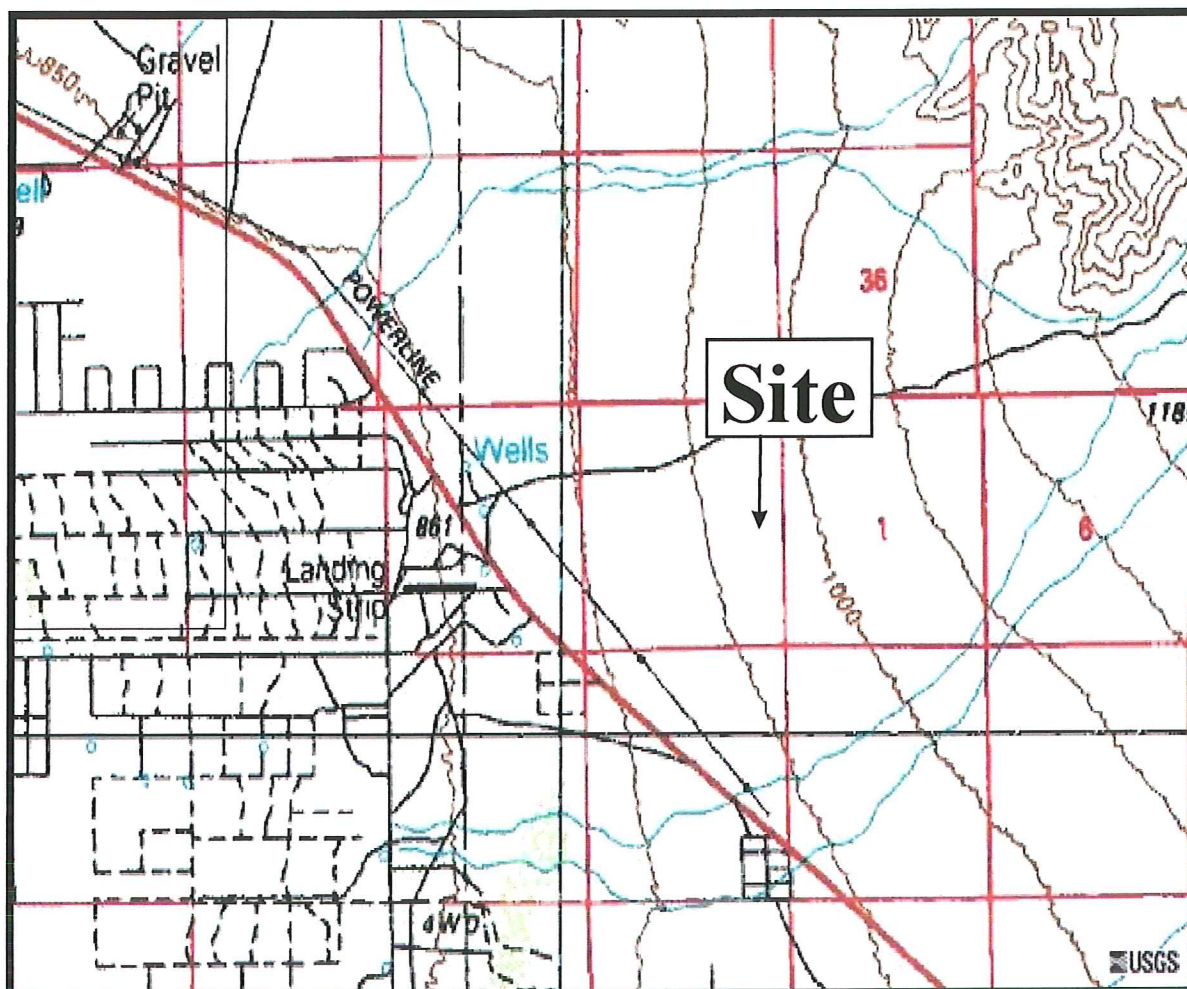 850
Gravel
Pit
ell
g
POWERLINE
36
Site
118
Wells
861
1
6
Landing
Strip
1000
4WD
USGS